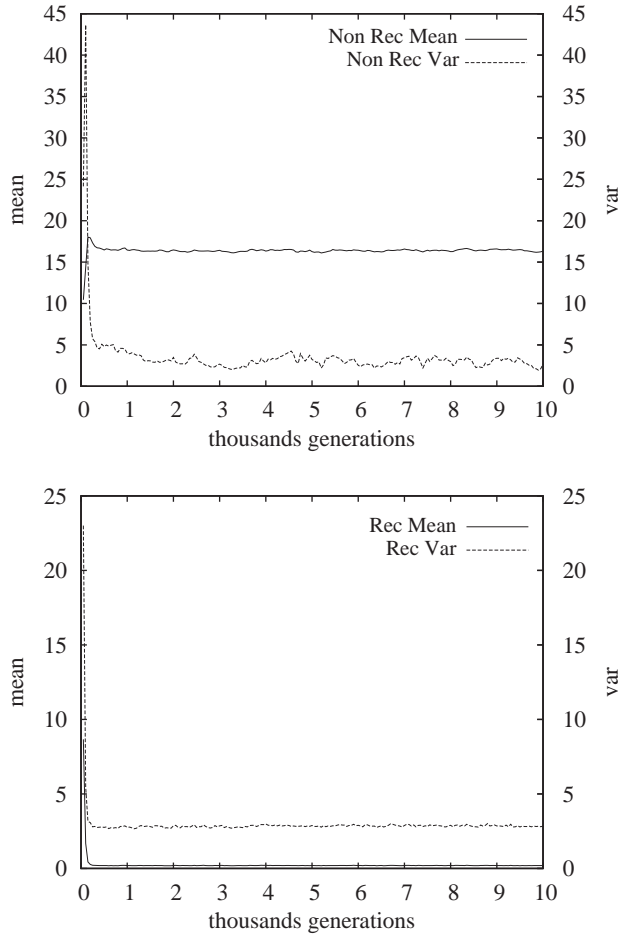 45 45
Non Rec Mean
40 Non Rec Var 40
35 35
30 30
25 25
mean var
20 20
15 15
10 10
5 5
0 0
0 1 2 3 4 5 6 7 8 9 10
thousands generations
25 25
Rec Mean
Rec Var
20 20
15 15
mean var
10 10
5 5
0 0
0 1 2 3 4 5 6 7 8 9 10
thousands generations